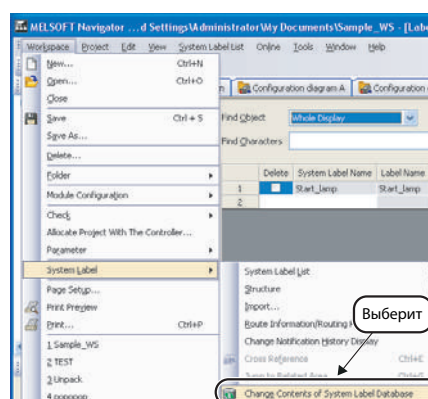 MELSOFT Navigator ...d Settings\Administrator\My Documents\Sample_WS - [Labe
Workspace Project Edit View System Label List Online Tools Window Help
New... Ctrl+N
Open... Ctrl+O
Close
Save Ctrl + S
Save As...
Delete...
Folder
Module Configuration
Check
Allocate Project With The Controller...
Parameter
System Label
Page Setup...
Print Preview
Print... Ctrl+P
1 Sample_WS
2 TEST
3 Unpack
4 popopop
n Configuration diagram A Configuration
Find Object Whole Display
Find Characters
Delete System Label Name Label Name
1 Start_lamp Start_lamp
2
System Label List
Structure
Import...
Route Information/Routing
Change Notification History Display
Cross Reference Ctrl+E
Jump to Related Area Ctrl+G
Change Contents of System Label Database
Выберит